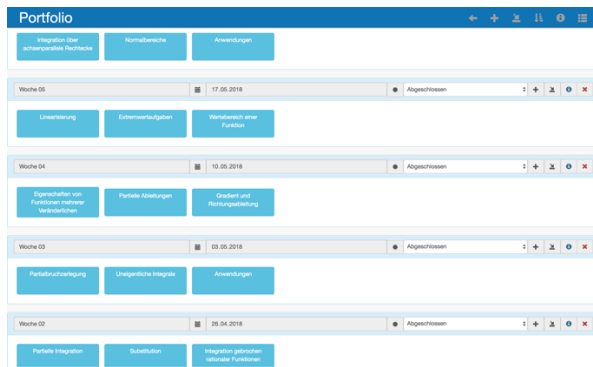 Portfolio
Integration über
achsenparallele Rechtecke
Normalbereiche
Anwendungen
Woche 05
17.05.2018
Abgeschlossen
Linearisierung
Extremwertaufgaben
Wertebereich einer
Funktion
Woche 04
10.05.2018
Abgeschlossen
Eigenschaften von
Funktionen mehrerer
Veränderlichen
Partielle Ableitungen
Gradient und
Richtungsableitung
Woche 03
03.05.2018
Abgeschlossen
Partialbruchzerlegung
Uneigentliche Integrale
Anwendungen
Woche 02
26.04.2018
Abgeschlossen
Partielle Integration
Substitution
Integration gebrochen
rationaler Funktionen